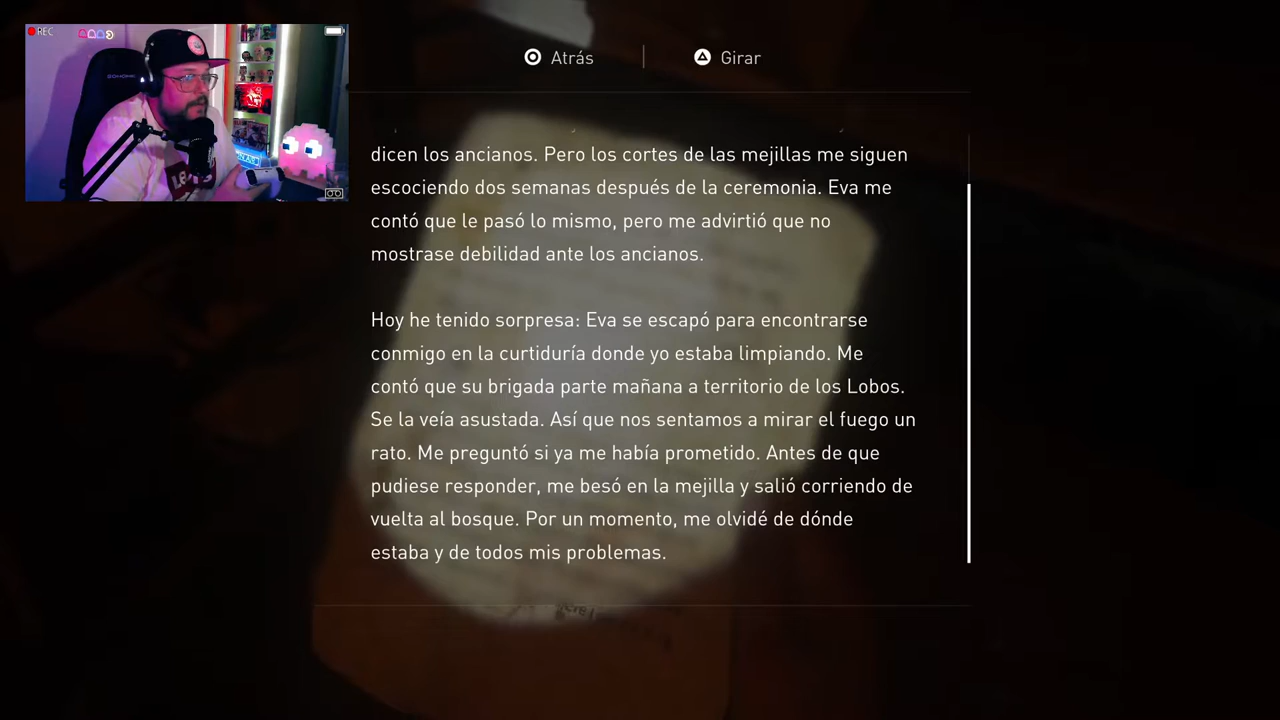 REC
Atrás
Girar
dicen los ancianos. Pero los cortes de las mejillas me siguen
escociendo dos semanas después de la ceremonia. Eva me
contó que le pasó lo mismo, pero me advirtió que no
mostrase debilidad ante los ancianos.
Hoy he tenido sorpresa: Eva se escapó para encontrarse
conmigo en la curtiduría donde yo estaba limpiando. Me
contó que su brigada parte mañana a territorio de los Lobos.
Se la veía asustada. Así que nos sentamos a mirar el fuego un
rato. Me preguntó si ya me había prometido. Antes de que
pudiese responder, me besó en la mejilla y salió corriendo de
vuelta al bosque. Por un momento, me olvidé de dónde
estaba y de todos mis problemas.